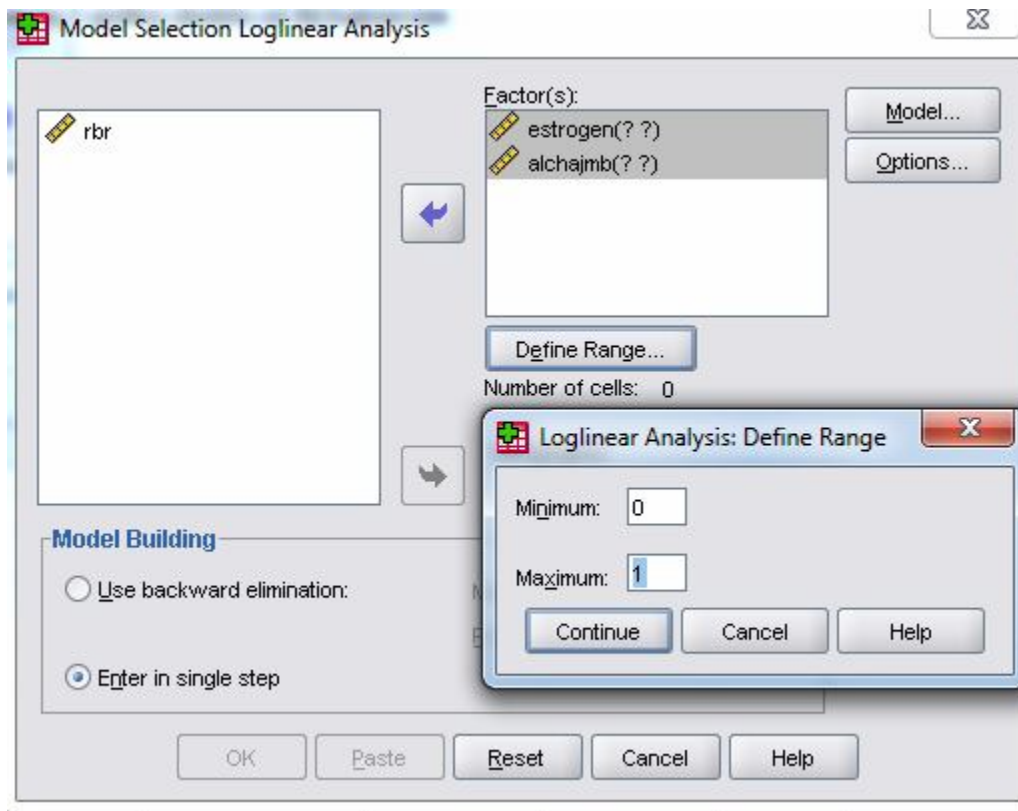 Model Selection Loglinear Analysis
Factor(s):
rbr
estrogen(? ?)
alchajmb(? ?)
Model...
Options...
Define Range...
Number of cells: 0
Loglinear Analysis: Define Range
Minimum: 0
Maximum: 1
Continue
Cancel
Help
Model Building
Use backward elimination:
Enter in single step
OK
Paste
Reset
Cancel
Help